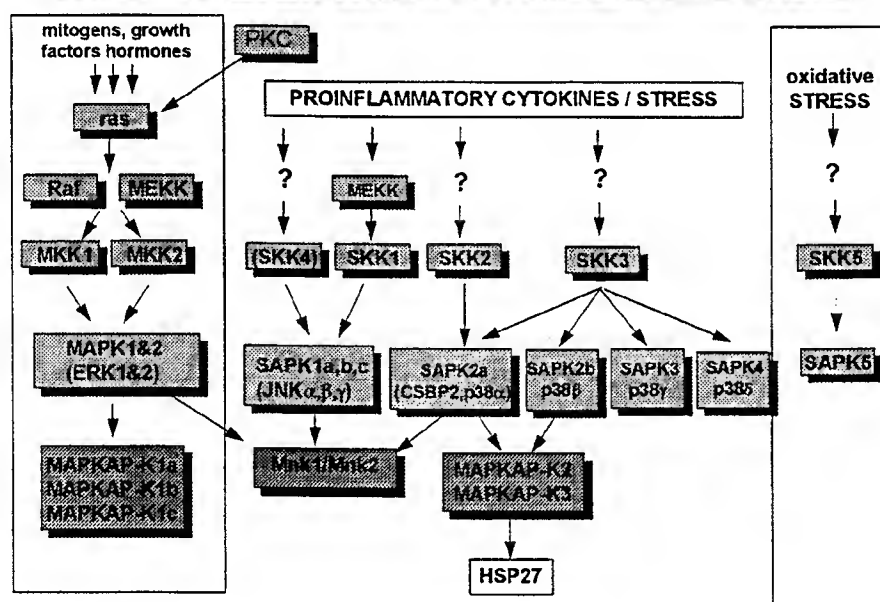 mitogens, growth
factors hormones
PKC
ras
Raf
MEKK
MKK1
MKK2
MAPK1&2
(ERK1&2)
MAPKAP-K1a
MAPKAP-K1b
MAPKAP-K1c
PROINFLAMMATORY CYTOKINES / STRESS
?
MEKK
?
?
(SKK4)
SKK1
SKK2
SKK3
SAPK1a,b,c
(JNKα,β,γ)
SAPK2a
(CSBP2,p38α)
SAPK2b
p38β
SAPK3
p38γ
SAPK4
p38δ
Mnk1/Mnk2
MAPKAP-K2
MAPKAP-K3
HSP27
oxidative
STRESS
?
SKK5
SAPK5